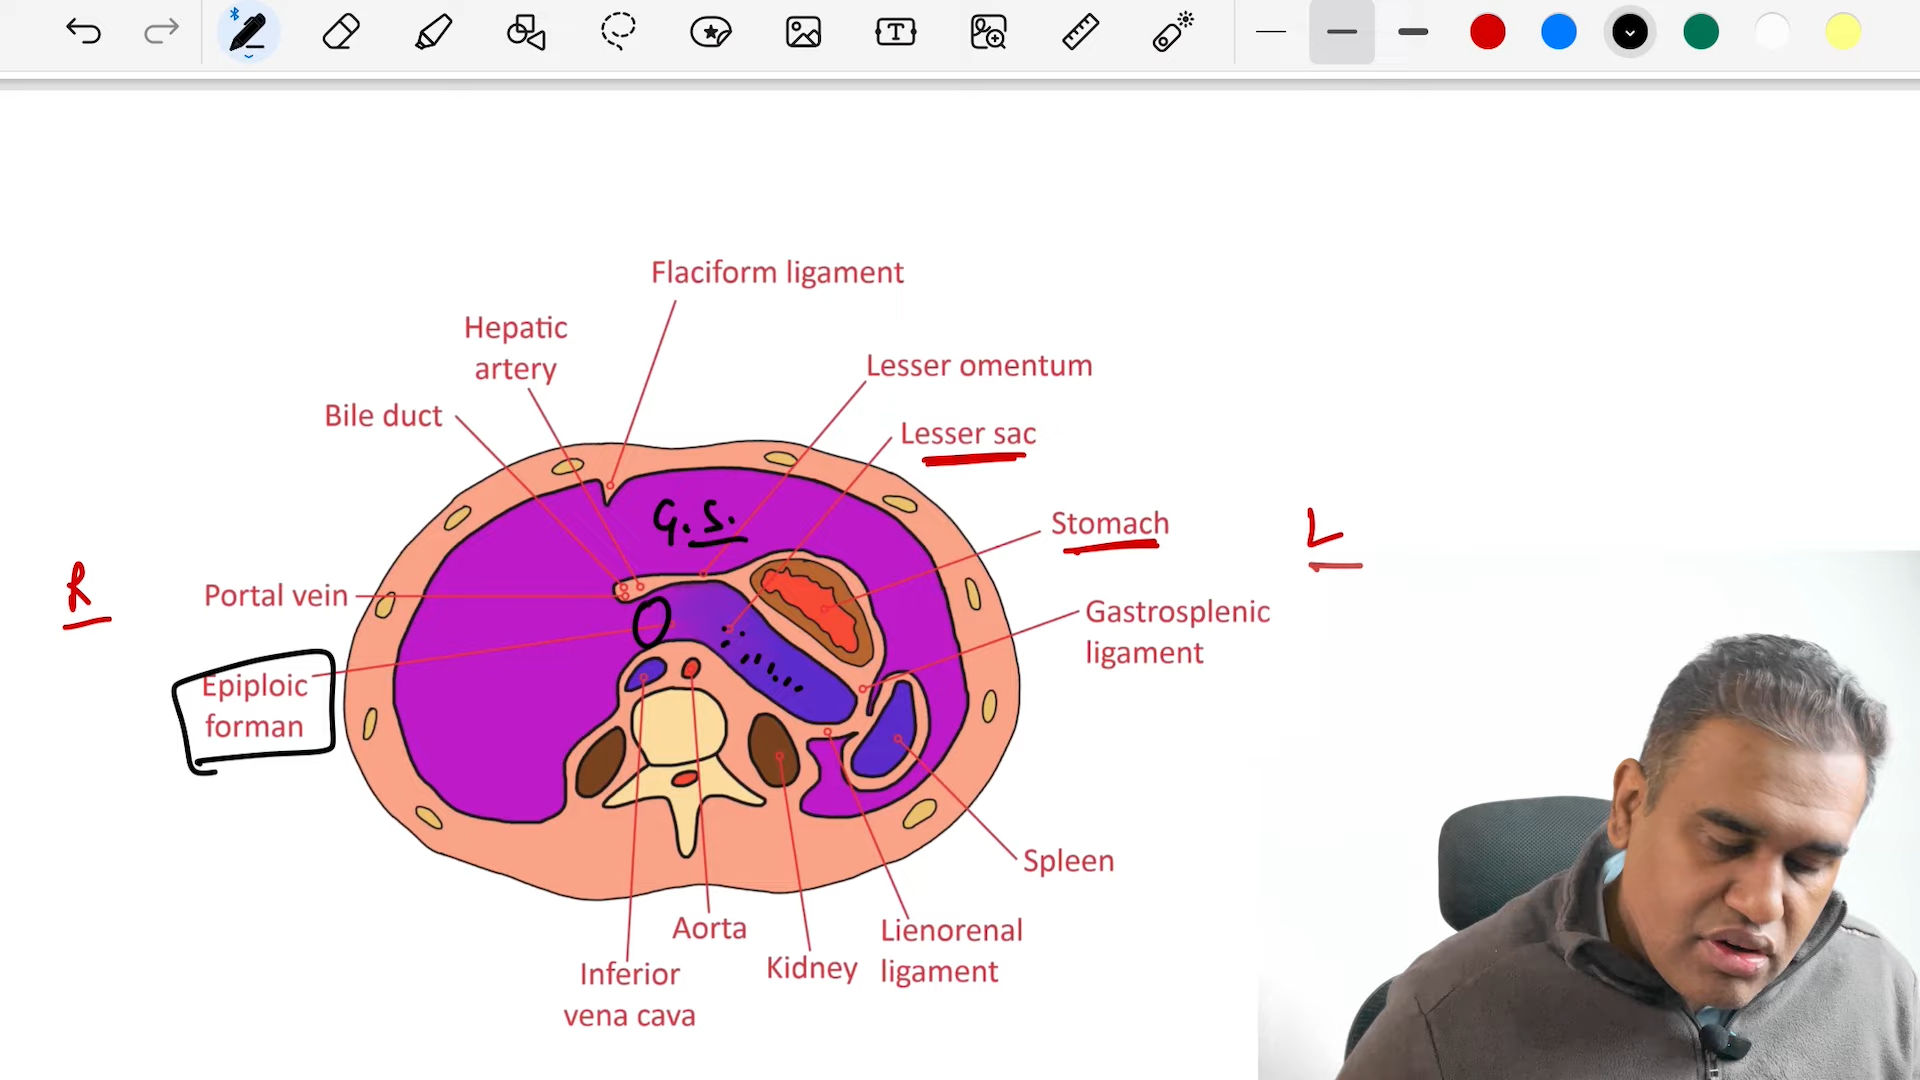 Flaciform ligament
Hepatic
artery
Lesser omentum
Bile duct
Lesser sac
G.S.
Stomach
L
R
Portal vein
Gastrosplenic
ligament
Epiploic
forman
Spleen
Aorta
Lienorenal
ligament
Kidney
Inferior
vena cava